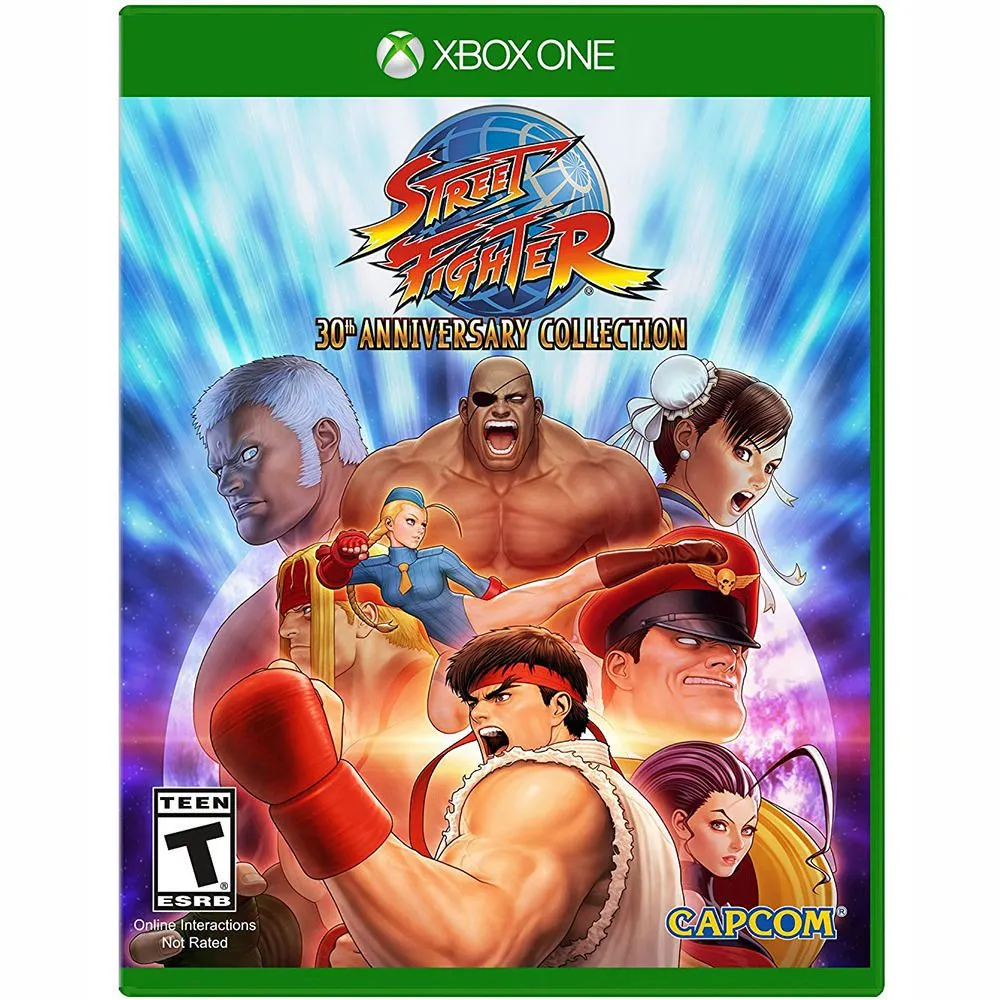 XBOX ONE
STREET
FIGHTER®
30th ANNIVERSARY COLLECTION
TEEN
T
®
ESRB
Online Interactions
Not Rated
CAPCOM®